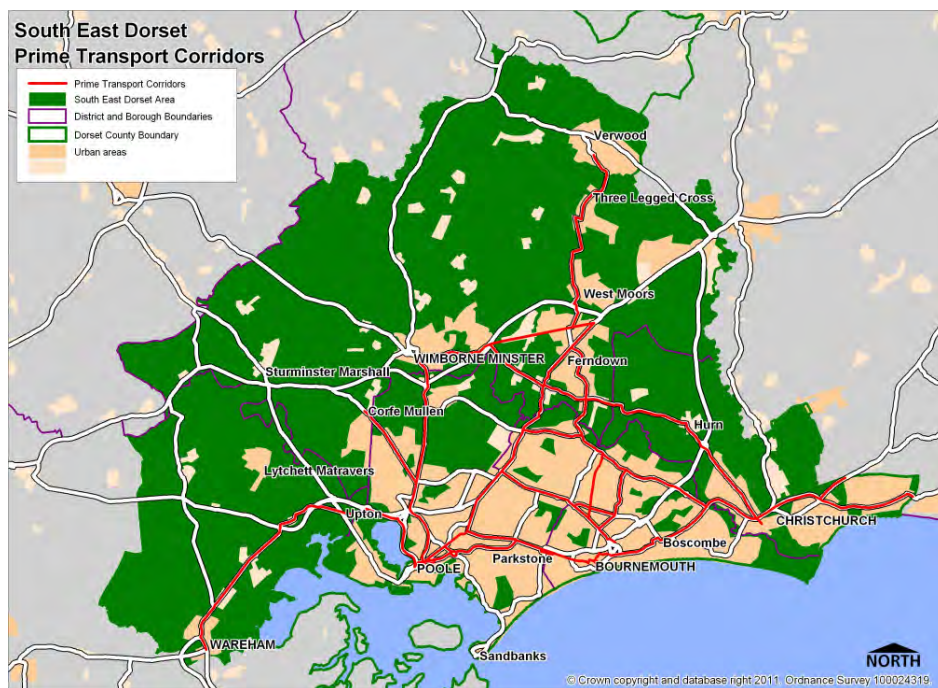 South East Dorset
Prime Transport Corridors
Prime Transport Corridors
South East Dorset Area
District and Borough Boundaries
Dorset County Boundary
Urban areas
Verwood
Three Legged Cross
West Moors
WIMBORNE MINSTER
Ferndown
Sturminster Marshall
Corfe Mullen
Hurn
Lytchett Matravers
Upton
CHRISTCHURCH
Boscombe
Parkstone
POOLE
BOURNEMOUTH
WAREHAM
Sandbanks
NORTH
© Crown copyright and database right 2011 Ordnance Survey 100024319